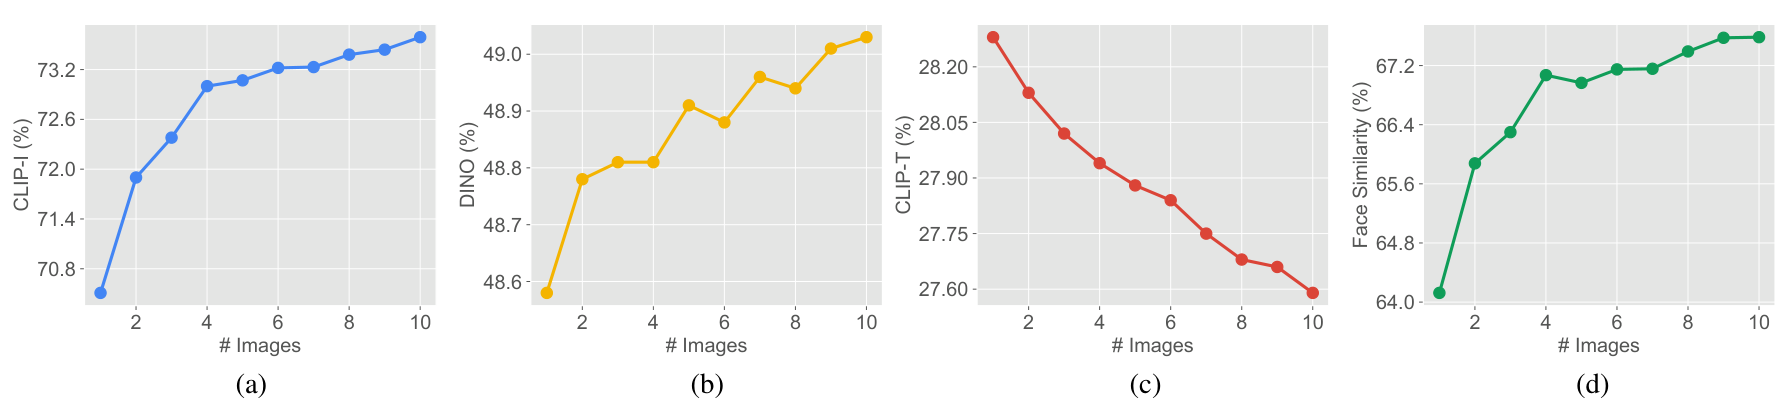 CLIP-I (%)
73.2
72.6
72.0
71.4
70.8
2 4 6 8 10
# Images
(a)
DINO (%)
49.0
48.9
48.8
48.7
48.6
2 4 6 8 10
# Images
(b)
CLIP-T (%)
28.20
28.05
27.90
27.75
27.60
2 4 6 8 10
# Images
(c)
Face Similarity (%)
67.2
66.4
65.6
64.8
64.0
2 4 6 8 10
# Images
(d)